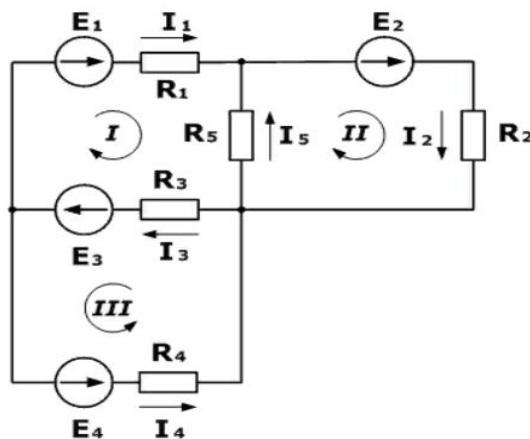 E1 I1 E2
R1
I R5 I5 II I2 R2
R3
E3 I3
III
R4
E4 I4